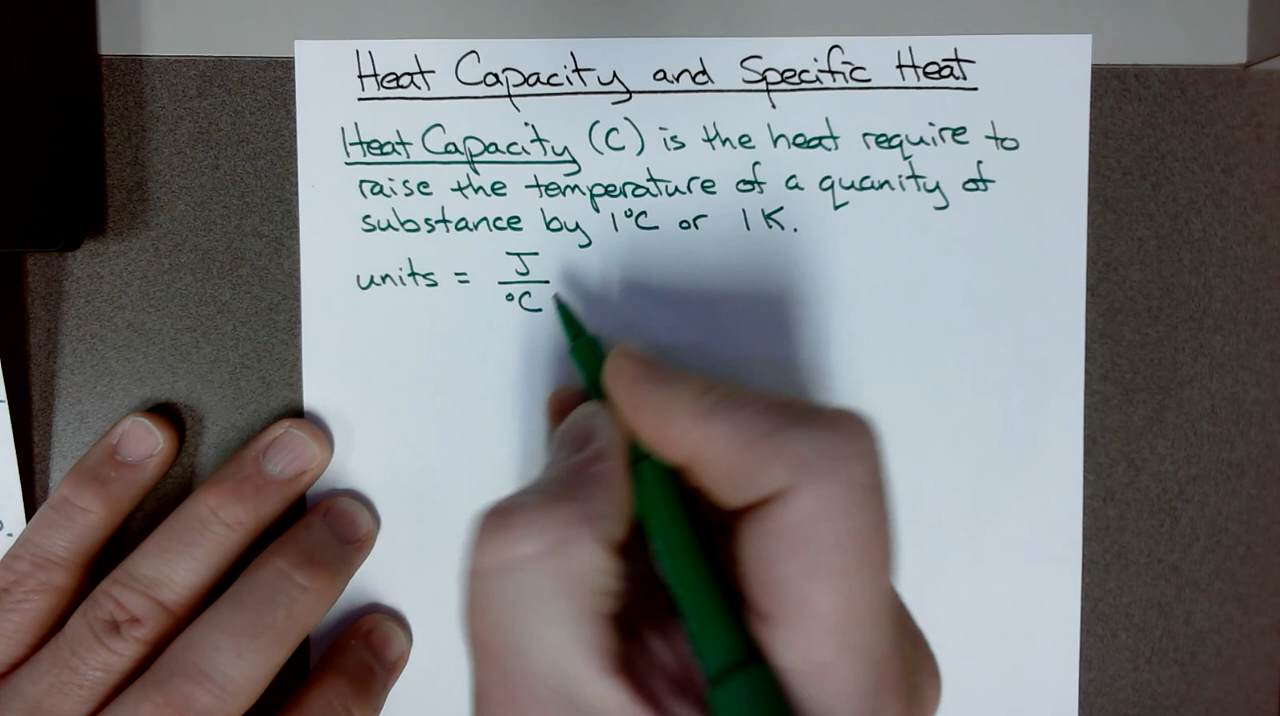 Heat Capacity and Specific Heat
Heat Capacity (C) is the heat require to
raise the temperature of a quanity of
substance by 1°C or 1K.
units = J/°C